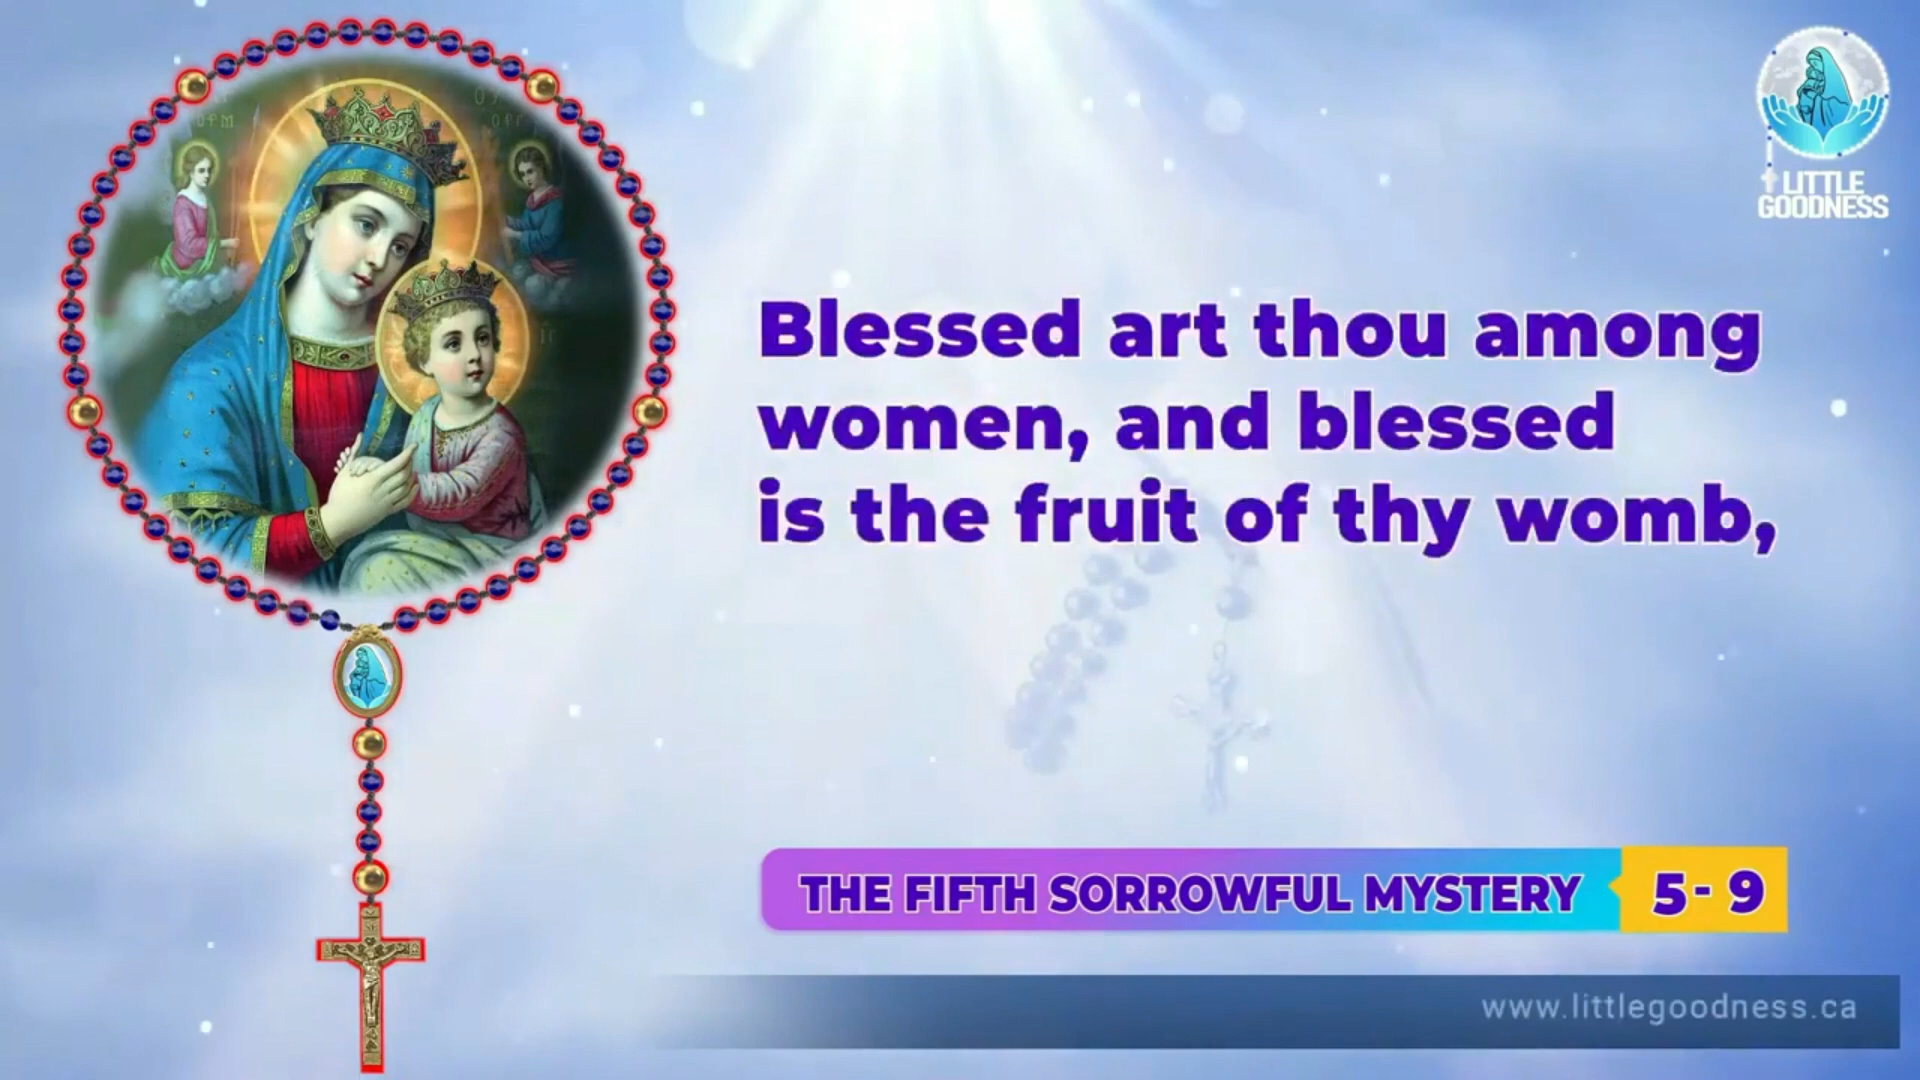 LITTLE
GOODNESS
Blessed art thou among
women, and blessed
is the fruit of thy womb,
THE FIFTH SORROWFUL MYSTERY 5- 9
www.littlegoodness.ca